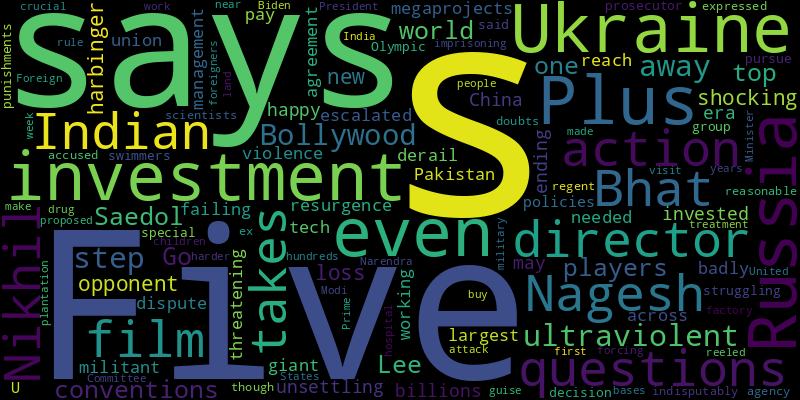 crucial
work
near
Biden
President
megaprojects
prosecutor
expressed
punishments
says
harbinger
rule
union
management
foreigners
Foreign
land
pay
India
agreement
Olympic
said
imprisoning
world
S
Ukraine
one
reach
away
top
pursue
week
scientists
new
happy
escalated
China
people
Plus
shocking
doubts
era
group
Minister
Indian
Bollywood
accused
swimmers
violence
derail
Pakistan
ending
made
action
Russia
investment
regent
visit
years
reasonable
make
drug
proposed
Saedol
failing
resurgence
policies
Bhat
needed
invested
treatment
Nikhil
special
children
ex
tech
takes
even
military
director
United
plantation
Five
step
Go
harder
hundreds
Narendra
may
players
badly
opponent
threatening
loss
Modi
Prime
working
buy
Nagesh
struggling
dispute
hospital
across
factory
film
giant
Lee
largest
attack
ultraviolent
first
forcing
reeled
militant
Committee
States
questions
U
conventions
though
unsettling
billions
guise
decision
bases
indisputably
agency